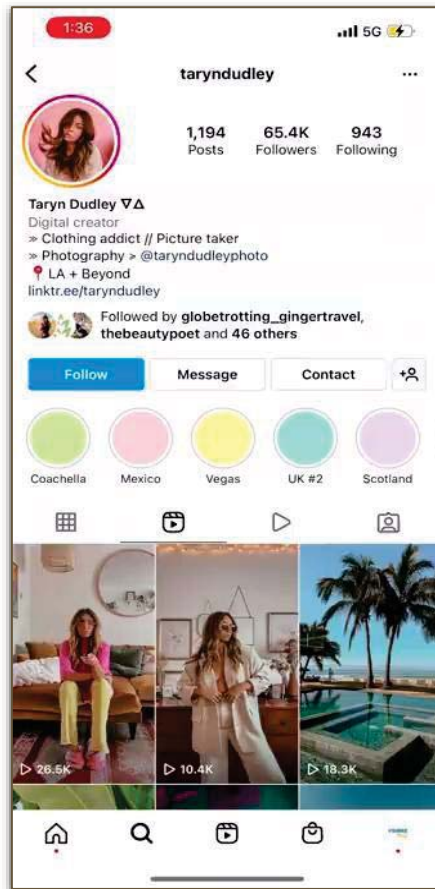 1:36 5G
taryndudley
1,194 65.4K 943
Posts Followers Following
Taryn Dudley ∇Δ
Digital creator
» Clothing addict // Picture taker
» Photography > @taryndudleyphoto
📍 LA + Beyond
linktr.ee/taryndudley
Followed by globetrotting_gingertravel,
thebeautypoet and 46 others
Follow Message Contact
Coachella Mexico Vegas UK #2 Scotland
26.5K 10.4K 18.3K